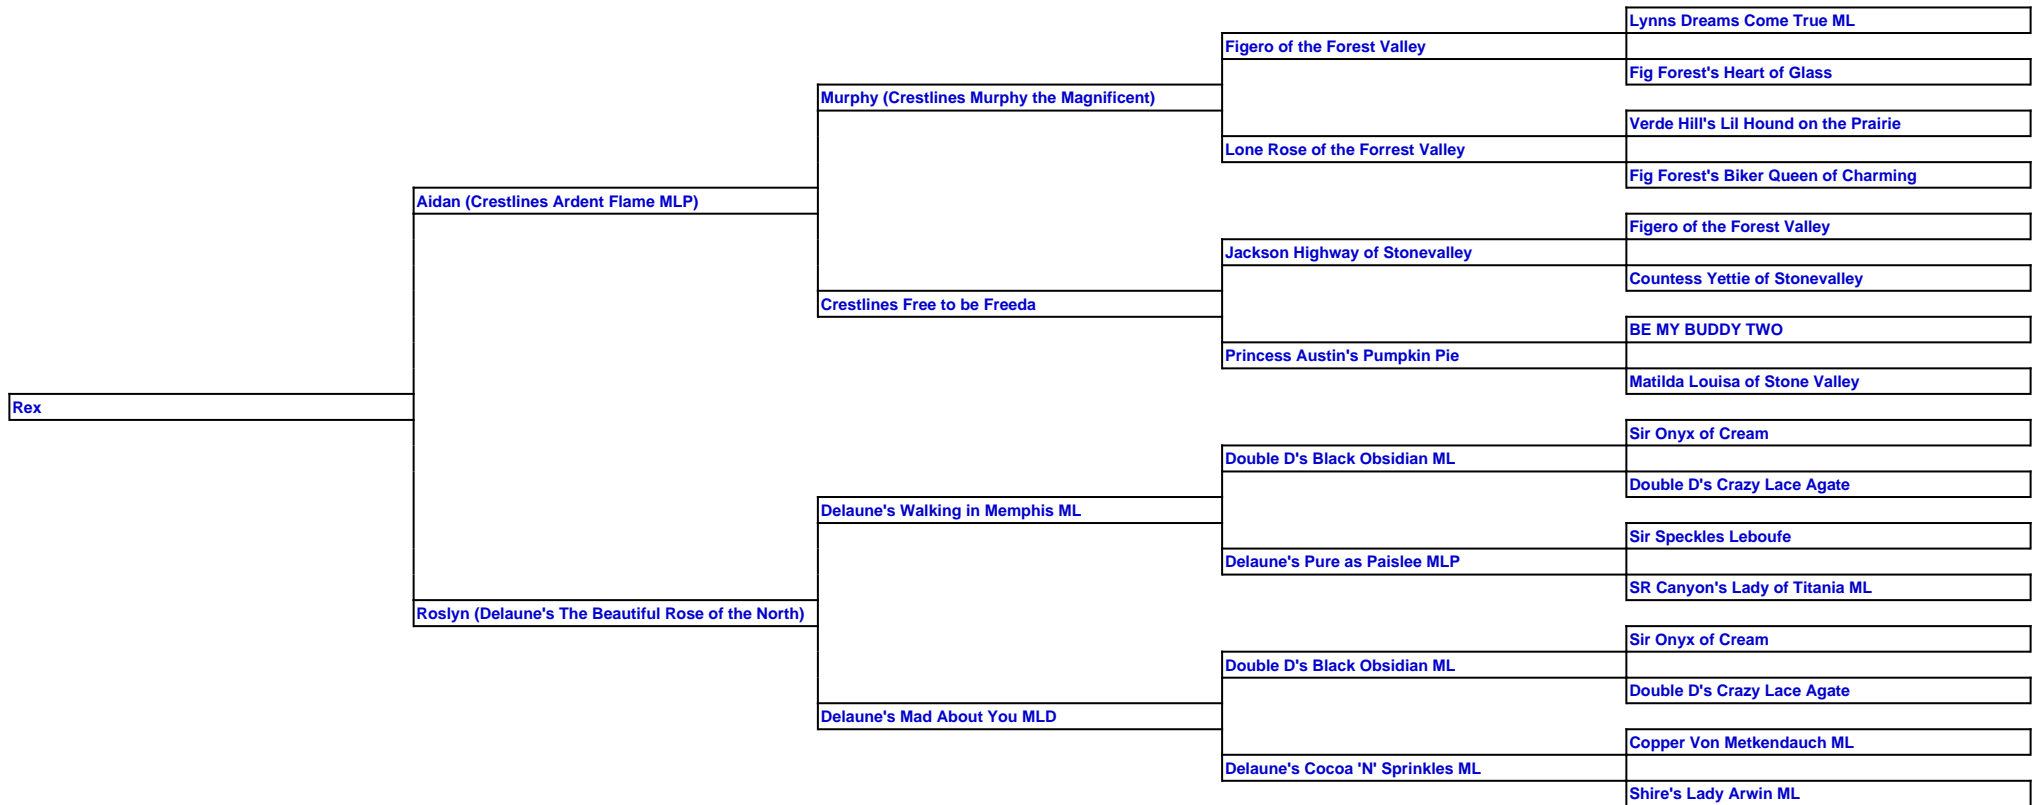 Lynns Dreams Come True ML
Figero of the Forest Valley
Fig Forest's Heart of Glass
Murphy (Crestlines Murphy the Magnificent)
Verde Hill's Lil Hound on the Prairie
Lone Rose of the Forrest Valley
Fig Forest's Biker Queen of Charming
Aidan (Crestlines Ardent Flame MLP)
Figero of the Forest Valley
Jackson Highway of Stonevalley
Countess Yettie of Stonevalley
Crestlines Free to be Freeda
BE MY BUDDY TWO
Princess Austin's Pumpkin Pie
Matilda Louisa of Stone Valley
Rex
Sir Onyx of Cream
Double D's Black Obsidian ML
Double D's Crazy Lace Agate
Delaune's Walking in Memphis ML
Sir Speckles Leboufe
Delaune's Pure as Paislee MLP
SR Canyon's Lady of Titania ML
Roslyn (Delaune's The Beautiful Rose of the North)
Sir Onyx of Cream
Double D's Black Obsidian ML
Double D's Crazy Lace Agate
Delaune's Mad About You MLD
Copper Von Metkendauch ML
Delaune's Cocoa 'N' Sprinkles ML
Shire's Lady Arwin ML